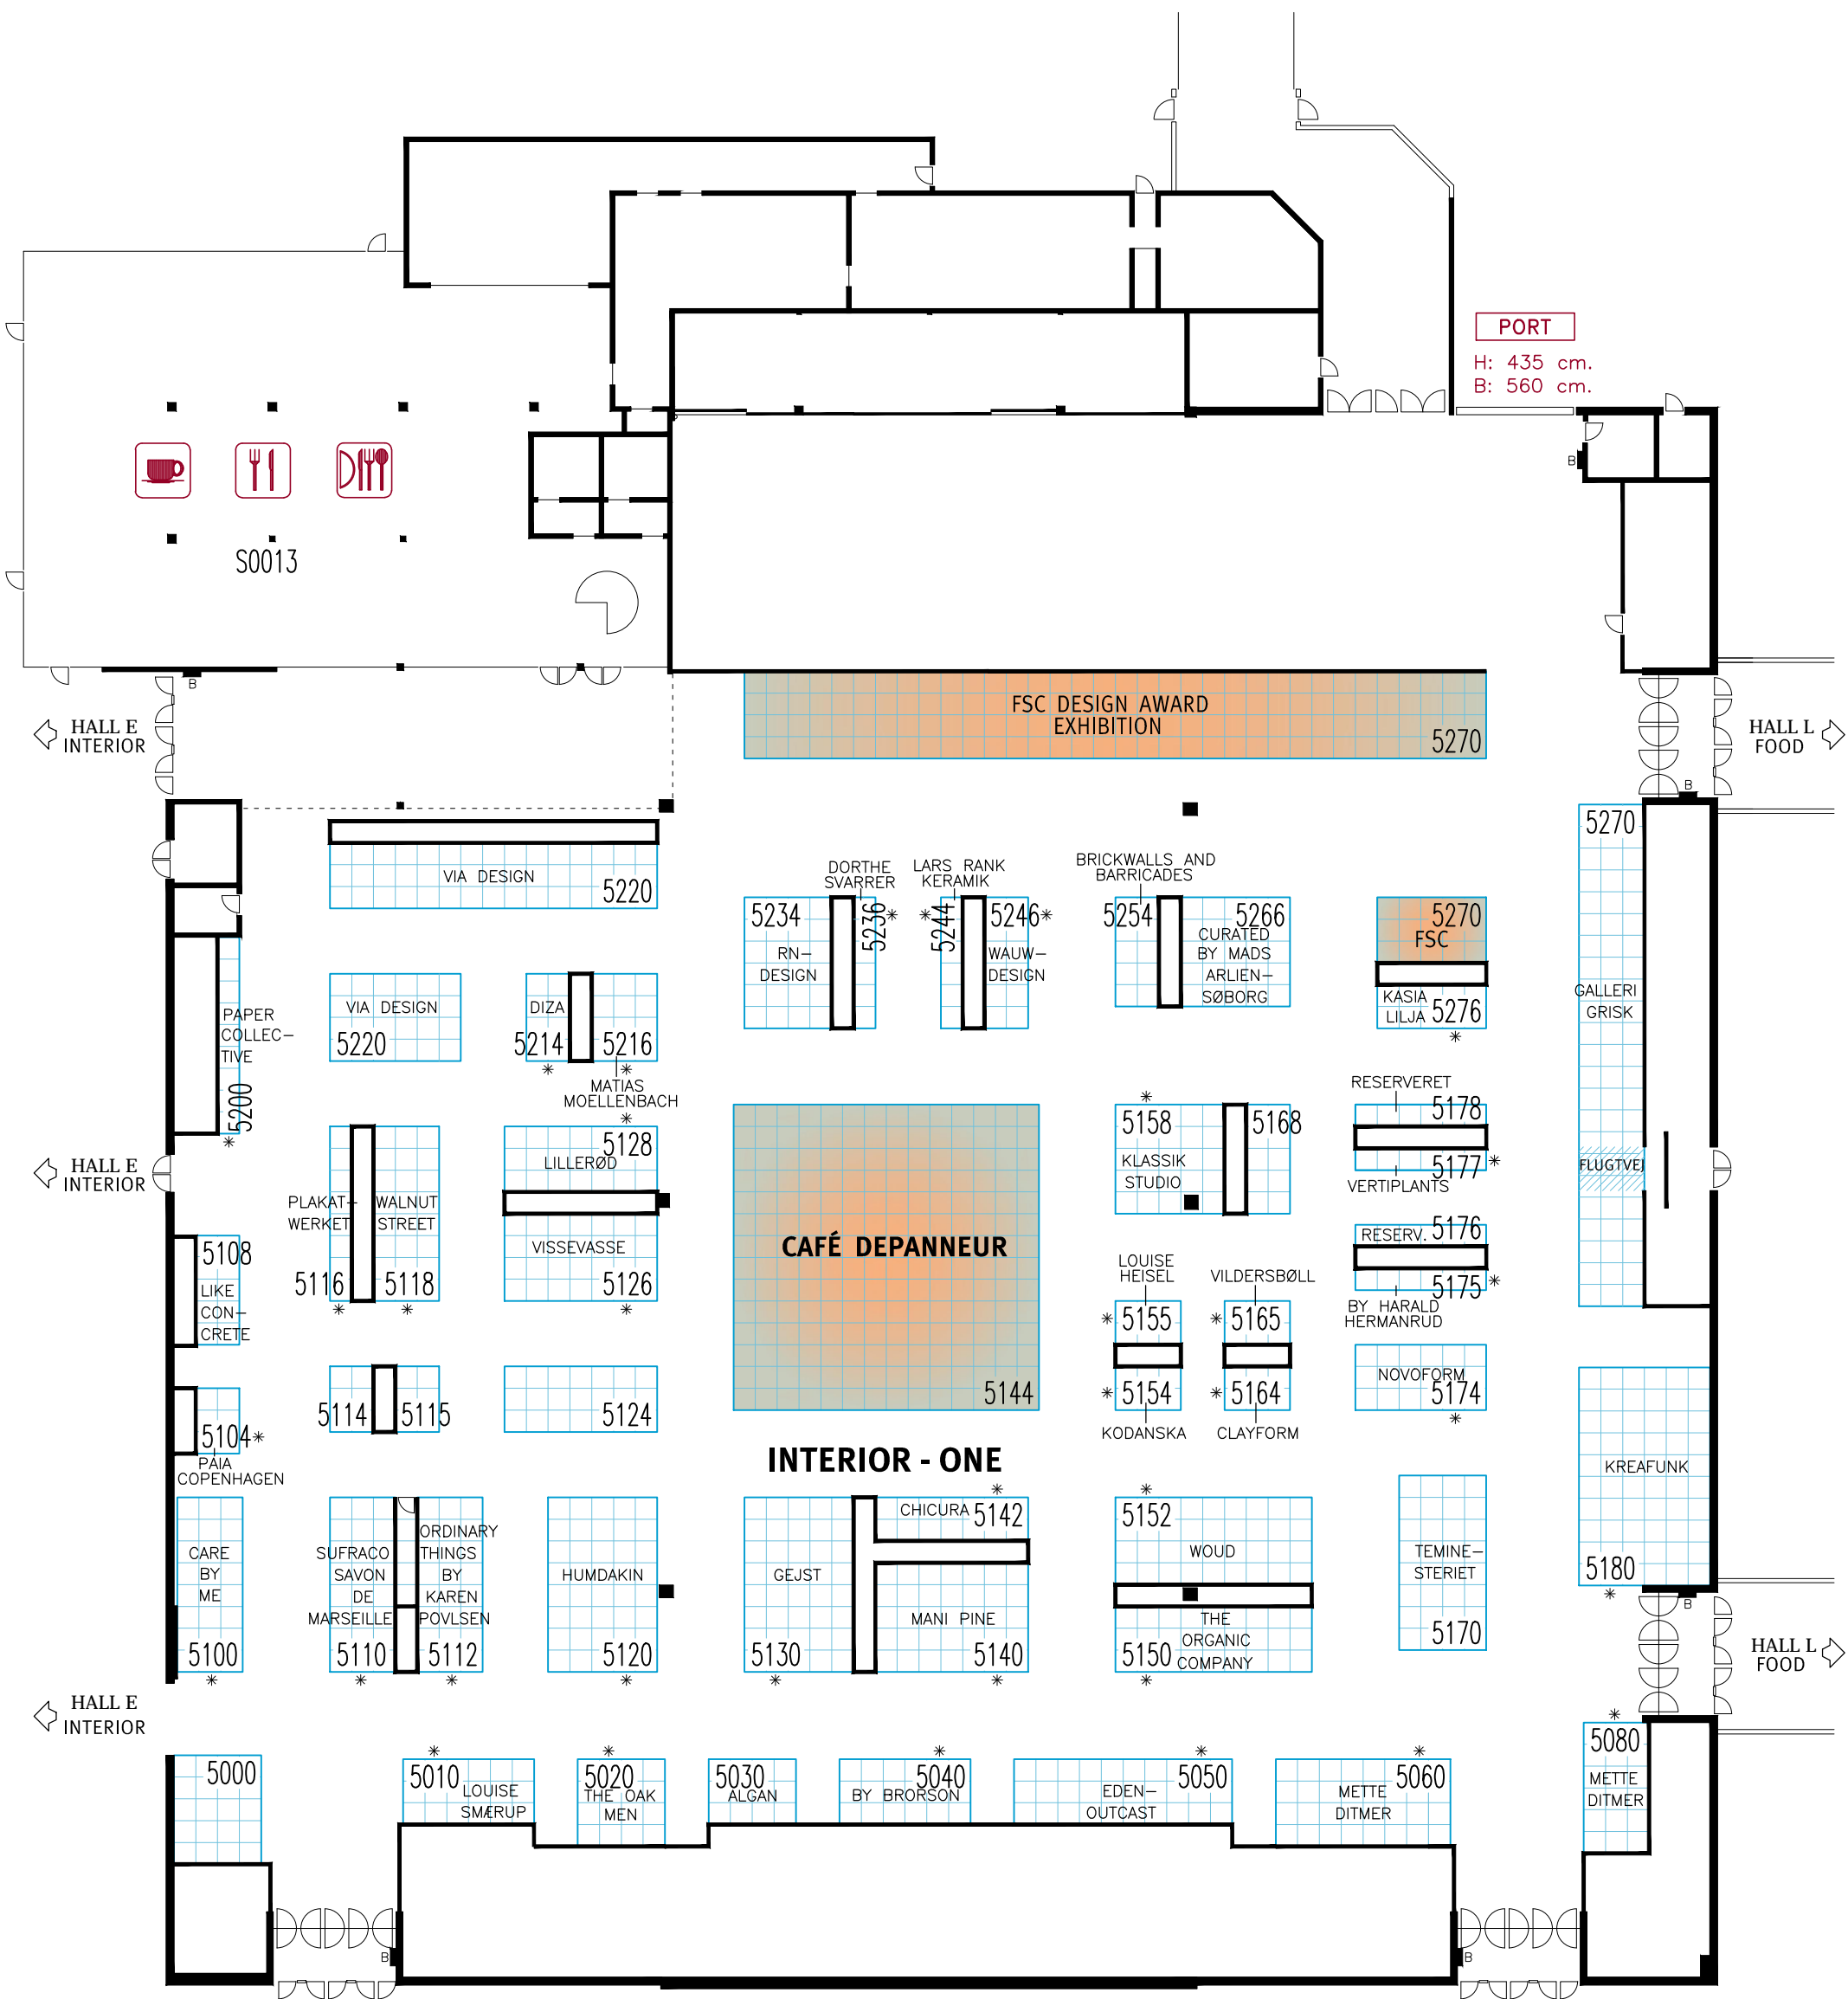 PORT
H: 435 cm.
B: 560 cm.
B
S0013
B
HALL E
INTERIOR
FSC DESIGN AWARD
EXHIBITION
5270
HALL L
FOOD
B
5270
GALLERI
GRISK
FLUGTVEJ
VIA DESIGN
5220
DORTHE
SVARRER
LARS RANK
KERAMIK
BRICKWALLS AND
BARRICADES
5234
RN-
DESIGN
5236*
*5244
5246*
WAUW-
DESIGN
5254
5266
CURATED
BY MADS
ARLIEN-
SØBORG
5270
FSC
KASIA
LILJA 5276
*
PAPER
COLLEC-
TIVE
5200
*
VIA DESIGN
5220
DIZA
5214
*
5216
*
MATIAS
MOELLENBACH
*
5128
LILLERØD
VISSEVASSE
5126
*
HALL E
INTERIOR
PLAKAT-
WERKET
5116
*
WALNUT
STREET
5118
*
CAFÉ DEPANNEUR
5144
*
5158
KLASSIK
STUDIO
5168
RESERVERET
5178
5177*
VERTIPLANTS
5176
RESERV.
5175*
BY HARALD
HERMANRUD
5108
LIKE
CON-
CRETE
LOUISE
HEISEL
*5155
*5154
KODANSKA
VILDERSBØLL
*5165
*5164
CLAYFORM
NOVOFORM
5174
*
5104*
PAIA
COPENHAGEN
5114
5115
5124
INTERIOR - ONE
KREAFUNK
5180
*
CARE
BY
ME
5100
*
SUFRACO
SAVON
DE
MARSEILLE
5110
*
ORDINARY
THINGS
BY
KAREN
POVLSEN
5112
*
HUMDAKIN
5120
*
GEJST
5130
*
*
CHICURA 5142
MANI PINE
5140
*
*
5152
WOUD
THE
ORGANIC
5150 COMPANY
*
TEMINE-
STERIET
5170
B
HALL L
FOOD
HALL E
INTERIOR
5000
*
5010
LOUISE
SMÆRUP
*
5020
THE OAK
MEN
5030
ALGAN
*
5040
BY BRORSON
*
5050
EDEN-
OUTCAST
*
5060
METTE
DITMER
*
5080
METTE
DITMER
B
B